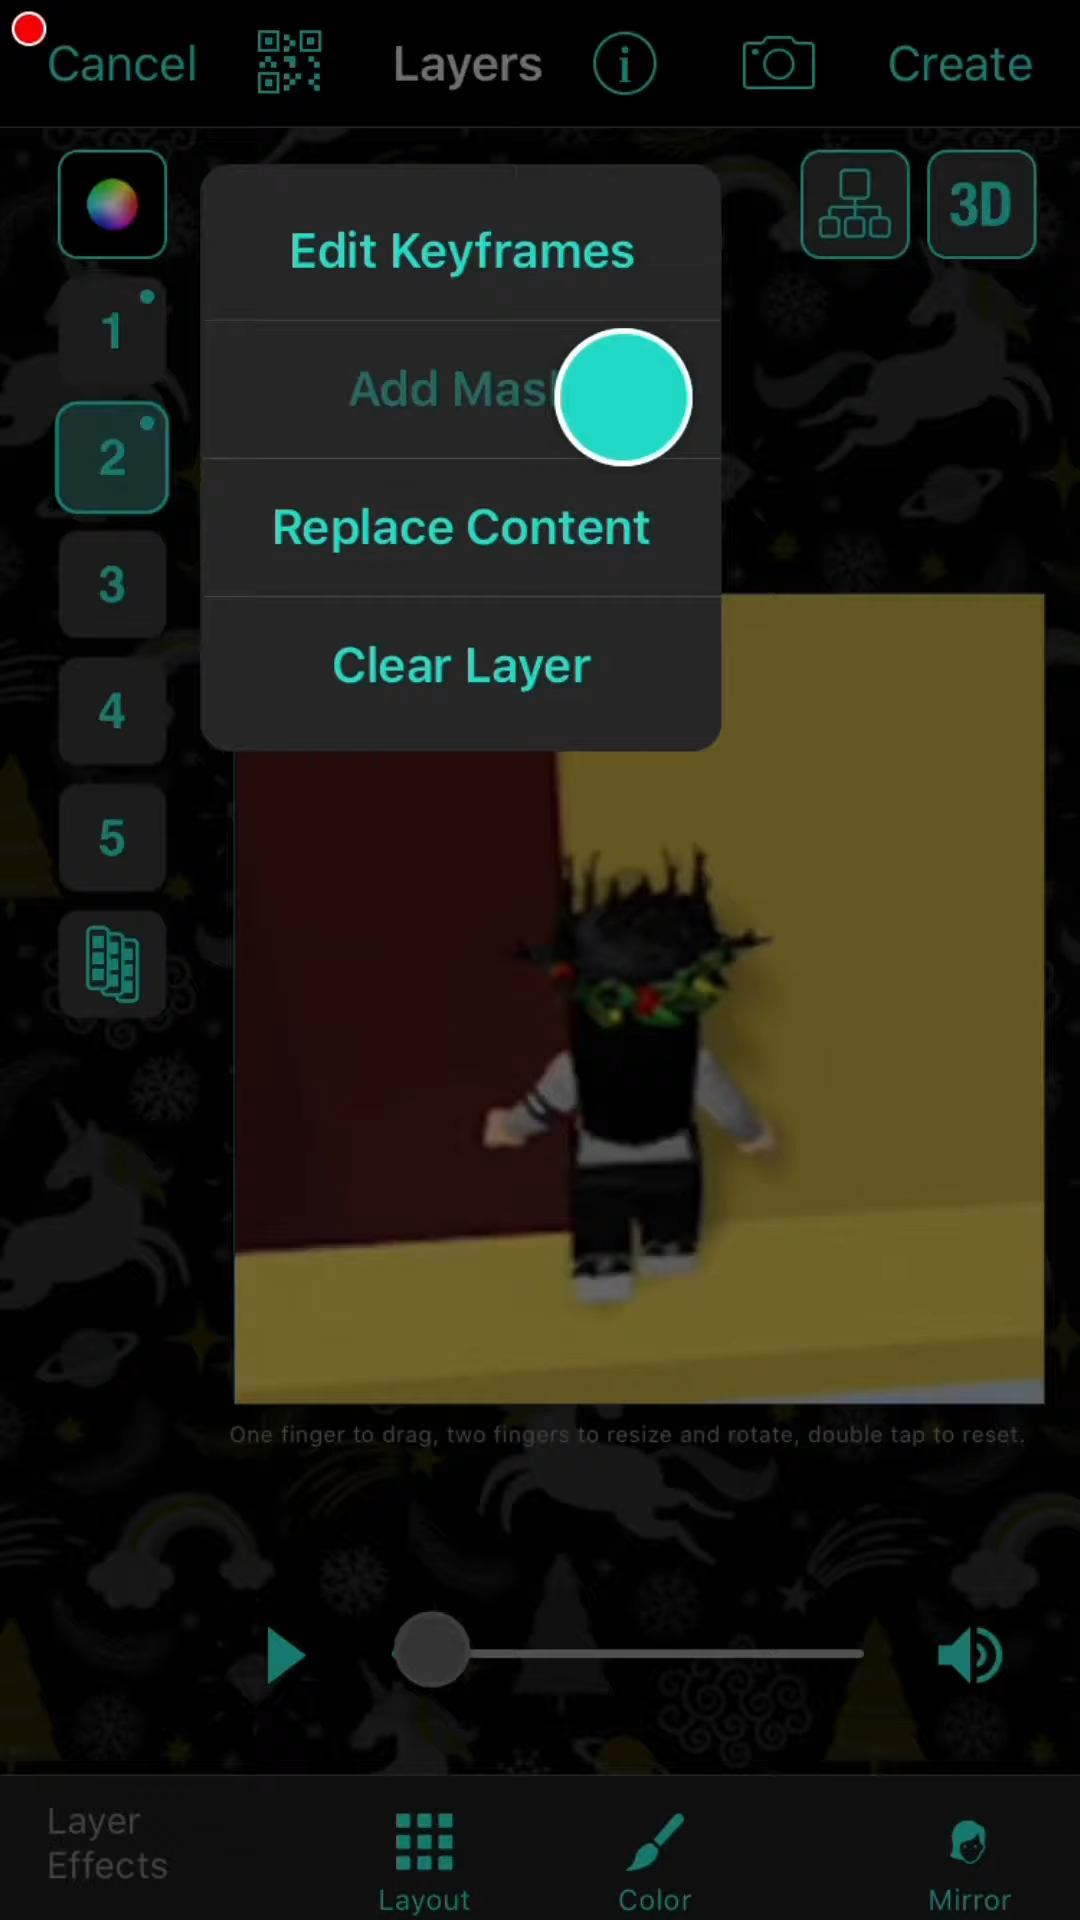 Cancel
Layers
Create
3D
Edit Keyframes
1
Add
2
Replace Content
3
Clear Layer
4
5
One finger to drag, two fingers to resize and rotate, double tap to reset.
Layer
Effects
Layout
Color
Mirror